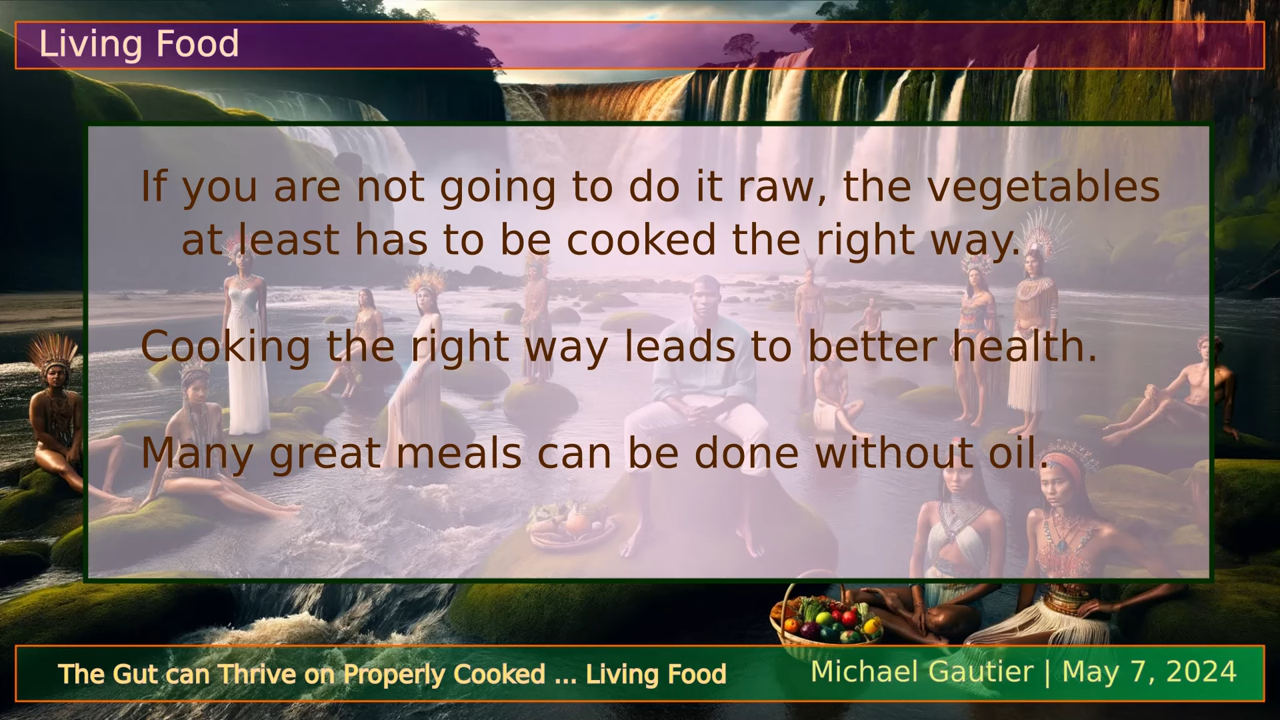 Living Food
If you are not going to do it raw, the vegetables
at least has to be cooked the right way.
Cooking the right way leads to better health.
Many great meals can be done without oil.
The Gut can Thrive on Properly Cooked ... Living Food
Michael Gautier | May 7, 2024